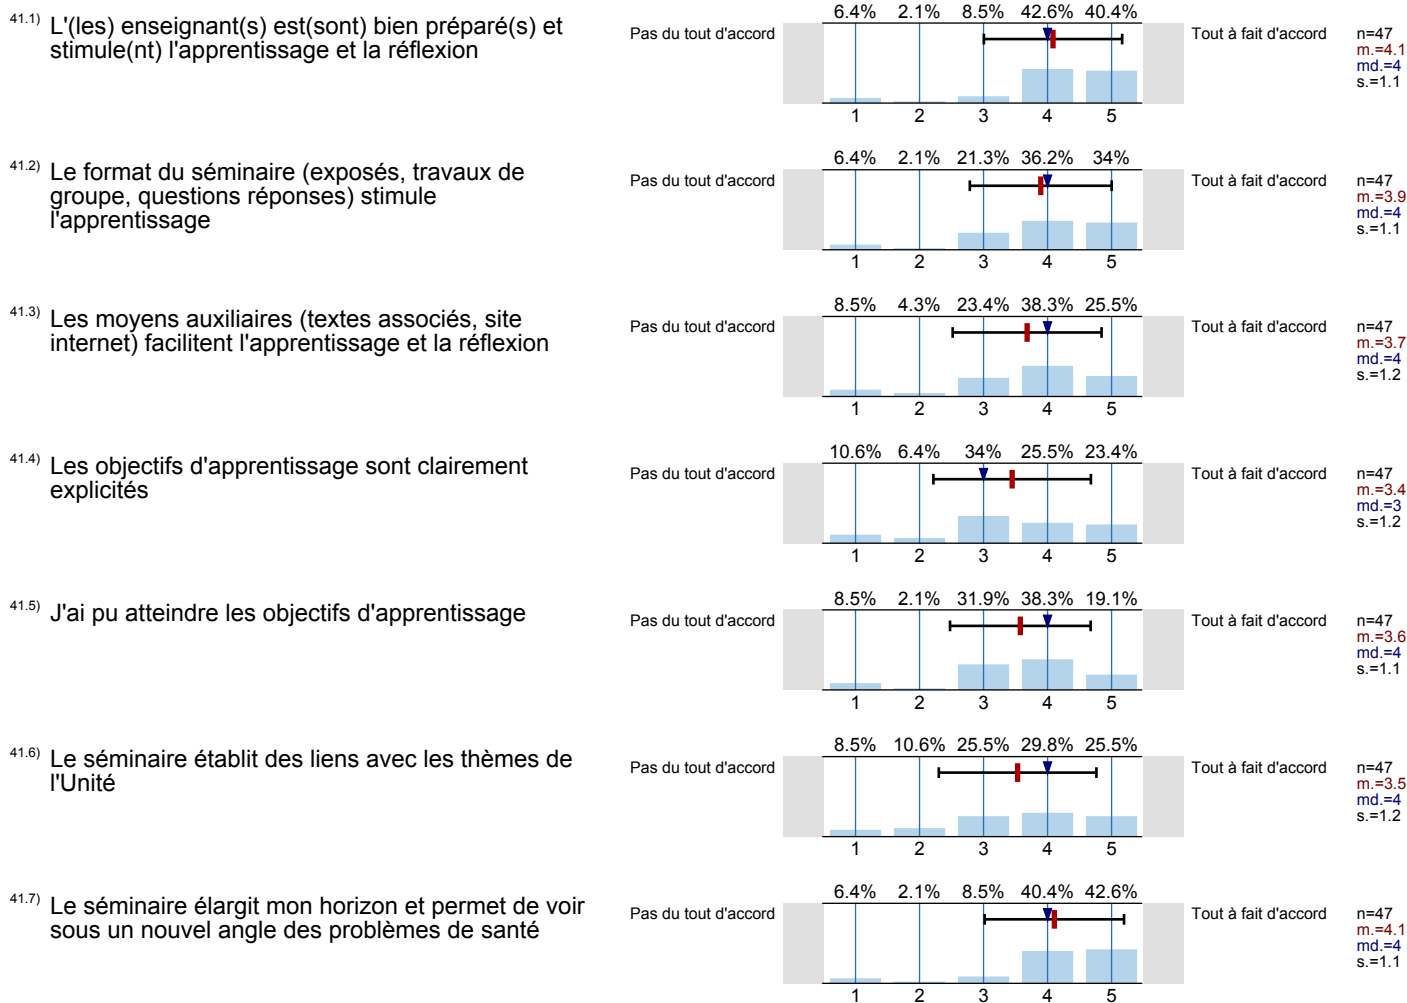 41.1) L'(les) enseignant(s) est(sont) bien préparé(s) et
stimule(nt) l'apprentissage et la réflexion
Pas du tout d'accord
6.4% 2.1% 8.5% 42.6% 40.4%
1 2 3 4 5
Tout à fait d'accord
n=47
m.=4.1
md.=4
s.=1.1
41.2) Le format du séminaire (exposés, travaux de
groupe, questions réponses) stimule
l'apprentissage
Pas du tout d'accord
6.4% 2.1% 21.3% 36.2% 34%
1 2 3 4 5
Tout à fait d'accord
n=47
m.=3.9
md.=4
s.=1.1
41.3) Les moyens auxiliaires (textes associés, site
internet) facilitent l'apprentissage et la réflexion
Pas du tout d'accord
8.5% 4.3% 23.4% 38.3% 25.5%
1 2 3 4 5
Tout à fait d'accord
n=47
m.=3.7
md.=4
s.=1.2
41.4) Les objectifs d'apprentissage sont clairement
explicités
Pas du tout d'accord
10.6% 6.4% 34% 25.5% 23.4%
1 2 3 4 5
Tout à fait d'accord
n=47
m.=3.4
md.=3
s.=1.2
41.5) J'ai pu atteindre les objectifs d'apprentissage
Pas du tout d'accord
8.5% 2.1% 31.9% 38.3% 19.1%
1 2 3 4 5
Tout à fait d'accord
n=47
m.=3.6
md.=4
s.=1.1
41.6) Le séminaire établit des liens avec les thèmes de
l'Unité
Pas du tout d'accord
8.5% 10.6% 25.5% 29.8% 25.5%
1 2 3 4 5
Tout à fait d'accord
n=47
m.=3.5
md.=4
s.=1.2
41.7) Le séminaire élargit mon horizon et permet de voir
sous un nouvel angle des problèmes de santé
Pas du tout d'accord
6.4% 2.1% 8.5% 40.4% 42.6%
1 2 3 4 5
Tout à fait d'accord
n=47
m.=4.1
md.=4
s.=1.1